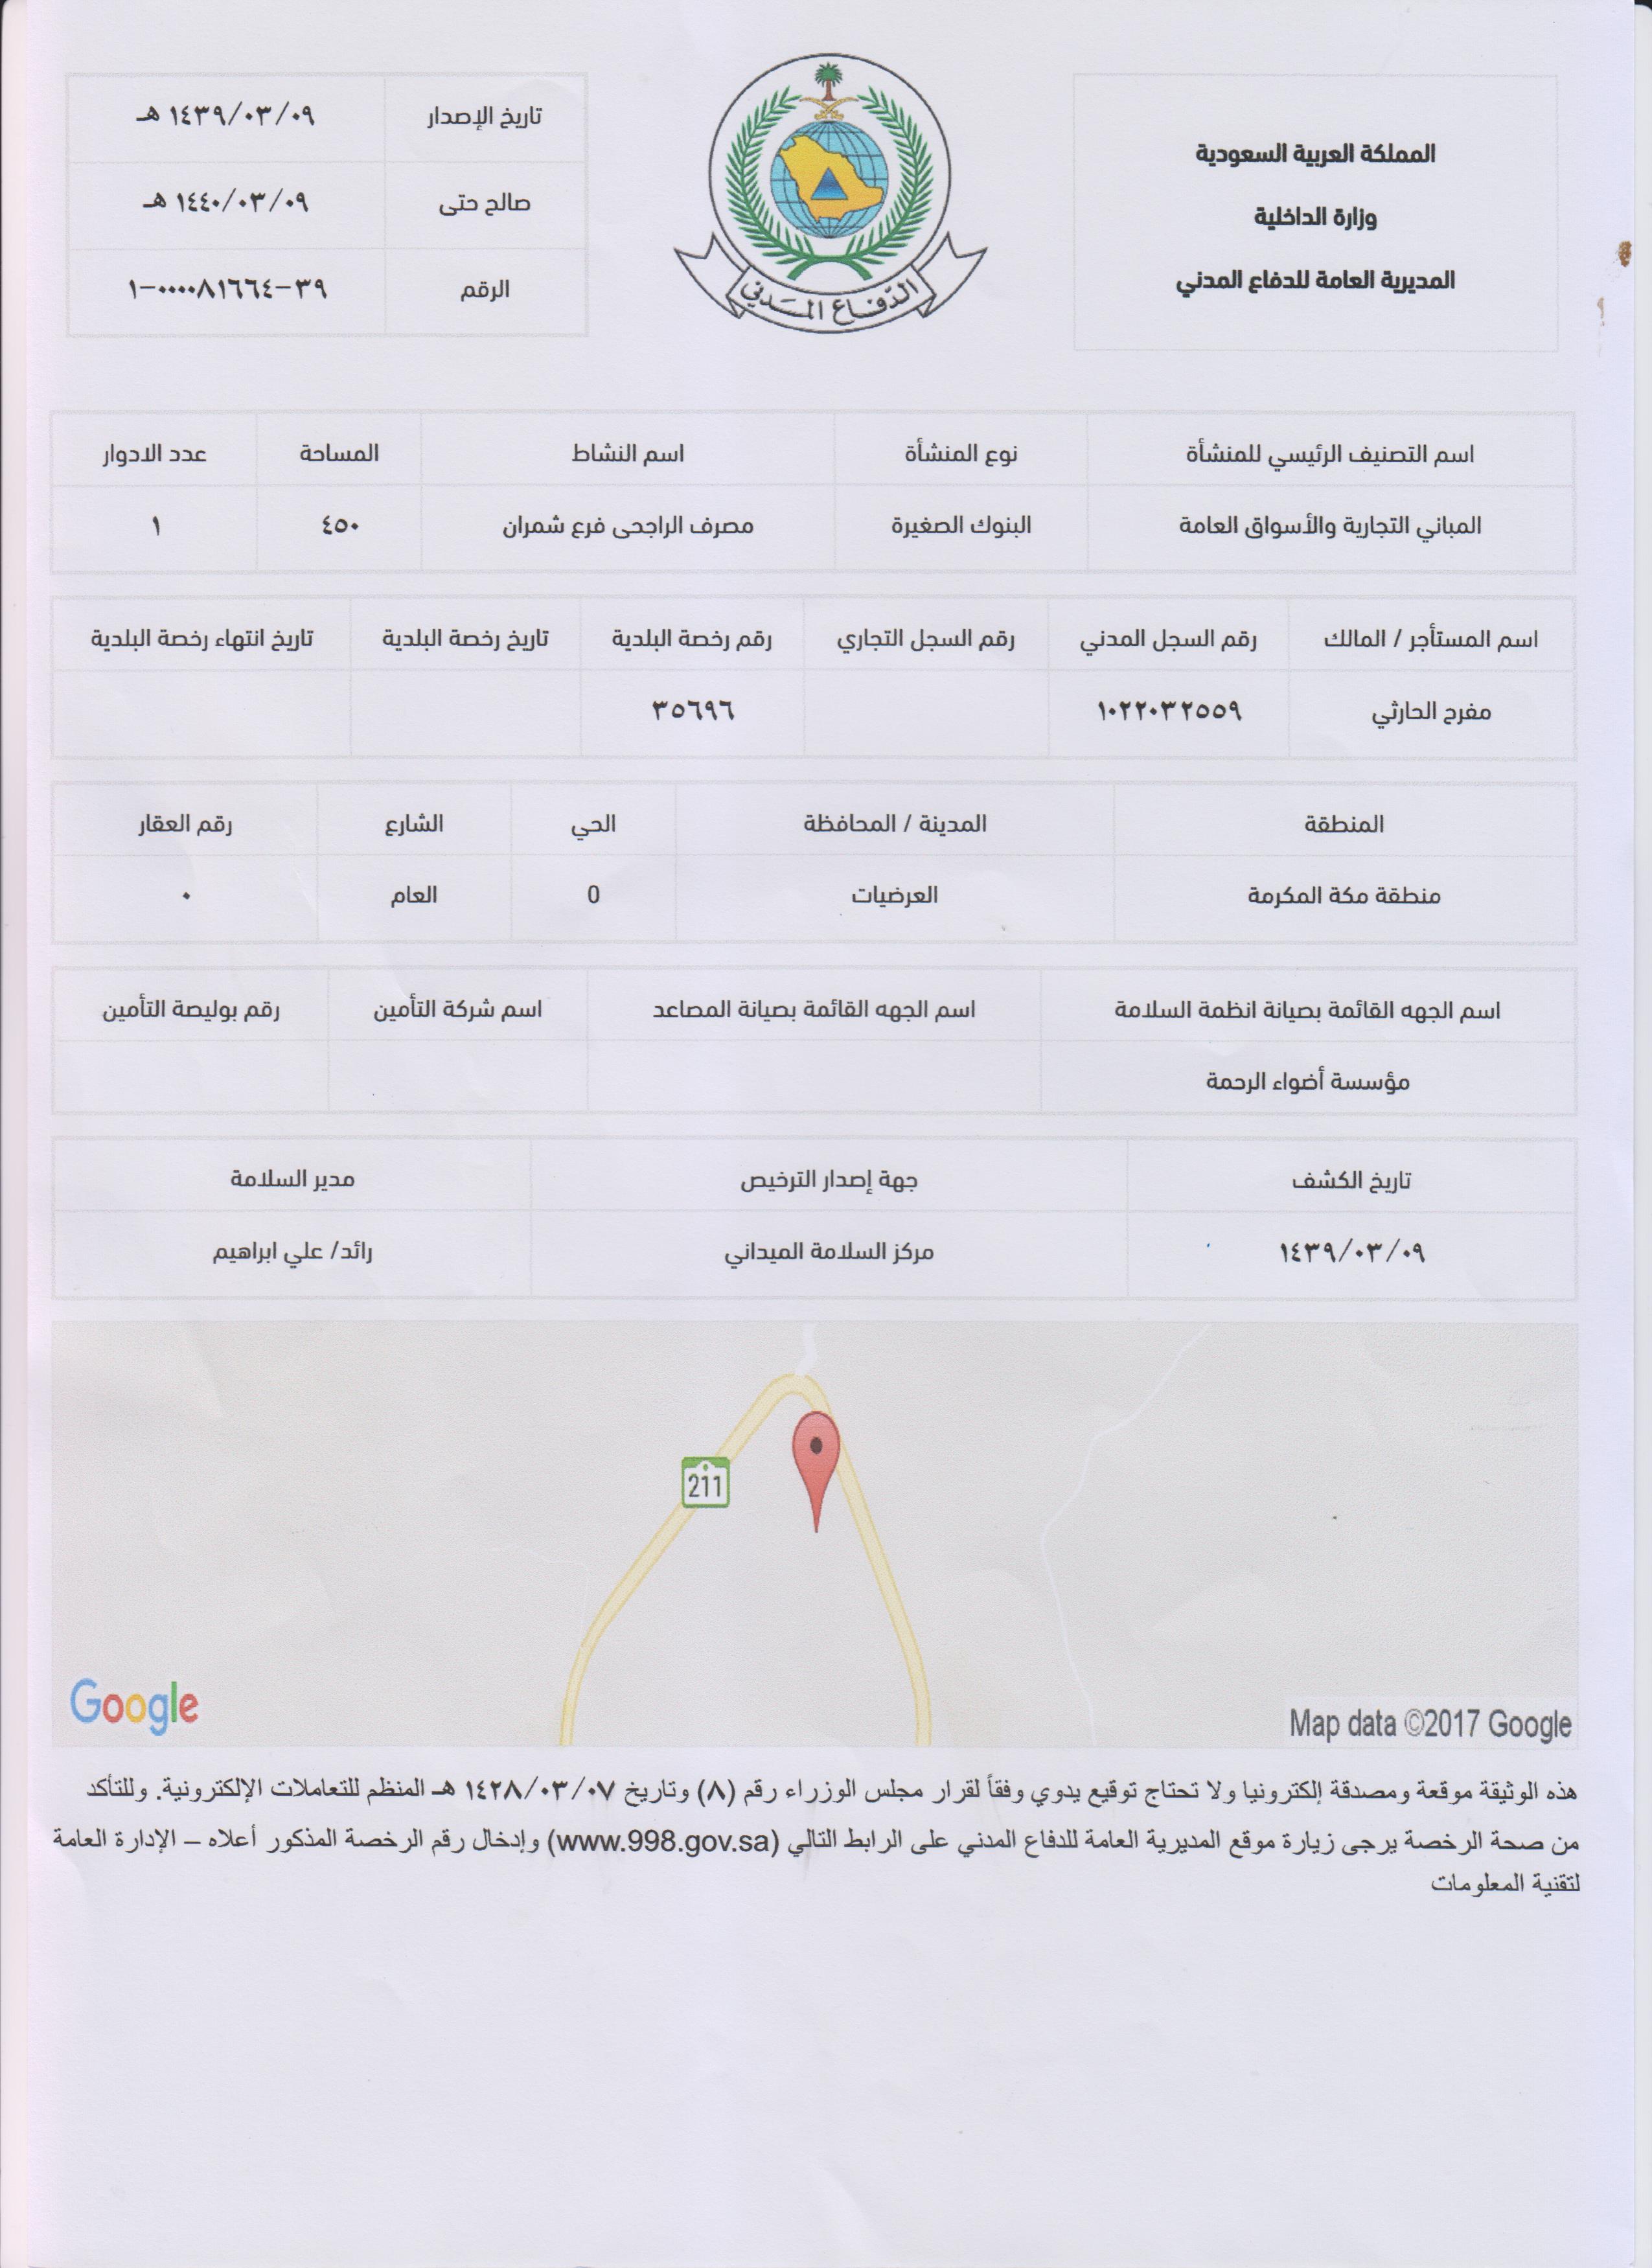 المملكة العربية السعودية
وزارة الداخلية
المديرية العامة للدفاع المدني
الدفاع المدني
تاريخ الإصدار ١٤٣٩/٠٣/٠٩ هـ
صالح حتى ١٤٤٠/٠٣/٠٩ هـ
الرقم ١-٠٠٠٠٨١٦٦٤-٣٩
اسم التصنيف الرئيسي للمنشأة نوع المنشأة اسم النشاط المساحة عدد الادوار
المباني التجارية والأسواق العامة البنوك الصغيرة مصرف الراجحى فرع شمران ٤٥٠ ١
اسم المستأجر / المالك رقم السجل المدني رقم السجل التجاري رقم رخصة البلدية تاريخ رخصة البلدية تاريخ انتهاء رخصة البلدية
مفرح الحارثي ١٠٢٢٠٣٢٥٥٩ ٣٥٦٩٦
المنطقة المدينة / المحافظة الحي الشارع رقم العقار
منطقة مكة المكرمة العرضيات 0 العام ٠
اسم الجهه القائمة بصيانة انظمة السلامة اسم الجهه القائمة بصيانة المصاعد اسم شركة التأمين رقم بوليصة التأمين
مؤسسة أضواء الرحمة
تاريخ الكشف جهة إصدار الترخيص مدير السلامة
١٤٣٩/٠٣/٠٩ مركز السلامة الميداني رائد/ علي ابراهيم
211
Google
Map data ©2017 Google
هذه الوثيقة موقعة ومصدقة إلكترونيا ولا تحتاج توقيع يدوي وفقاً لقرار مجلس الوزراء رقم (٨) وتاريخ ١٤٢٨/٠٣/٠٧ هـ المنظم للتعاملات الإلكترونية. وللتأكد
من صحة الرخصة يرجى زيارة موقع المديرية العامة للدفاع المدني على الرابط التالي (www.998.gov.sa) وإدخال رقم الرخصة المذكور أعلاه – الإدارة العامة
لتقنية المعلومات